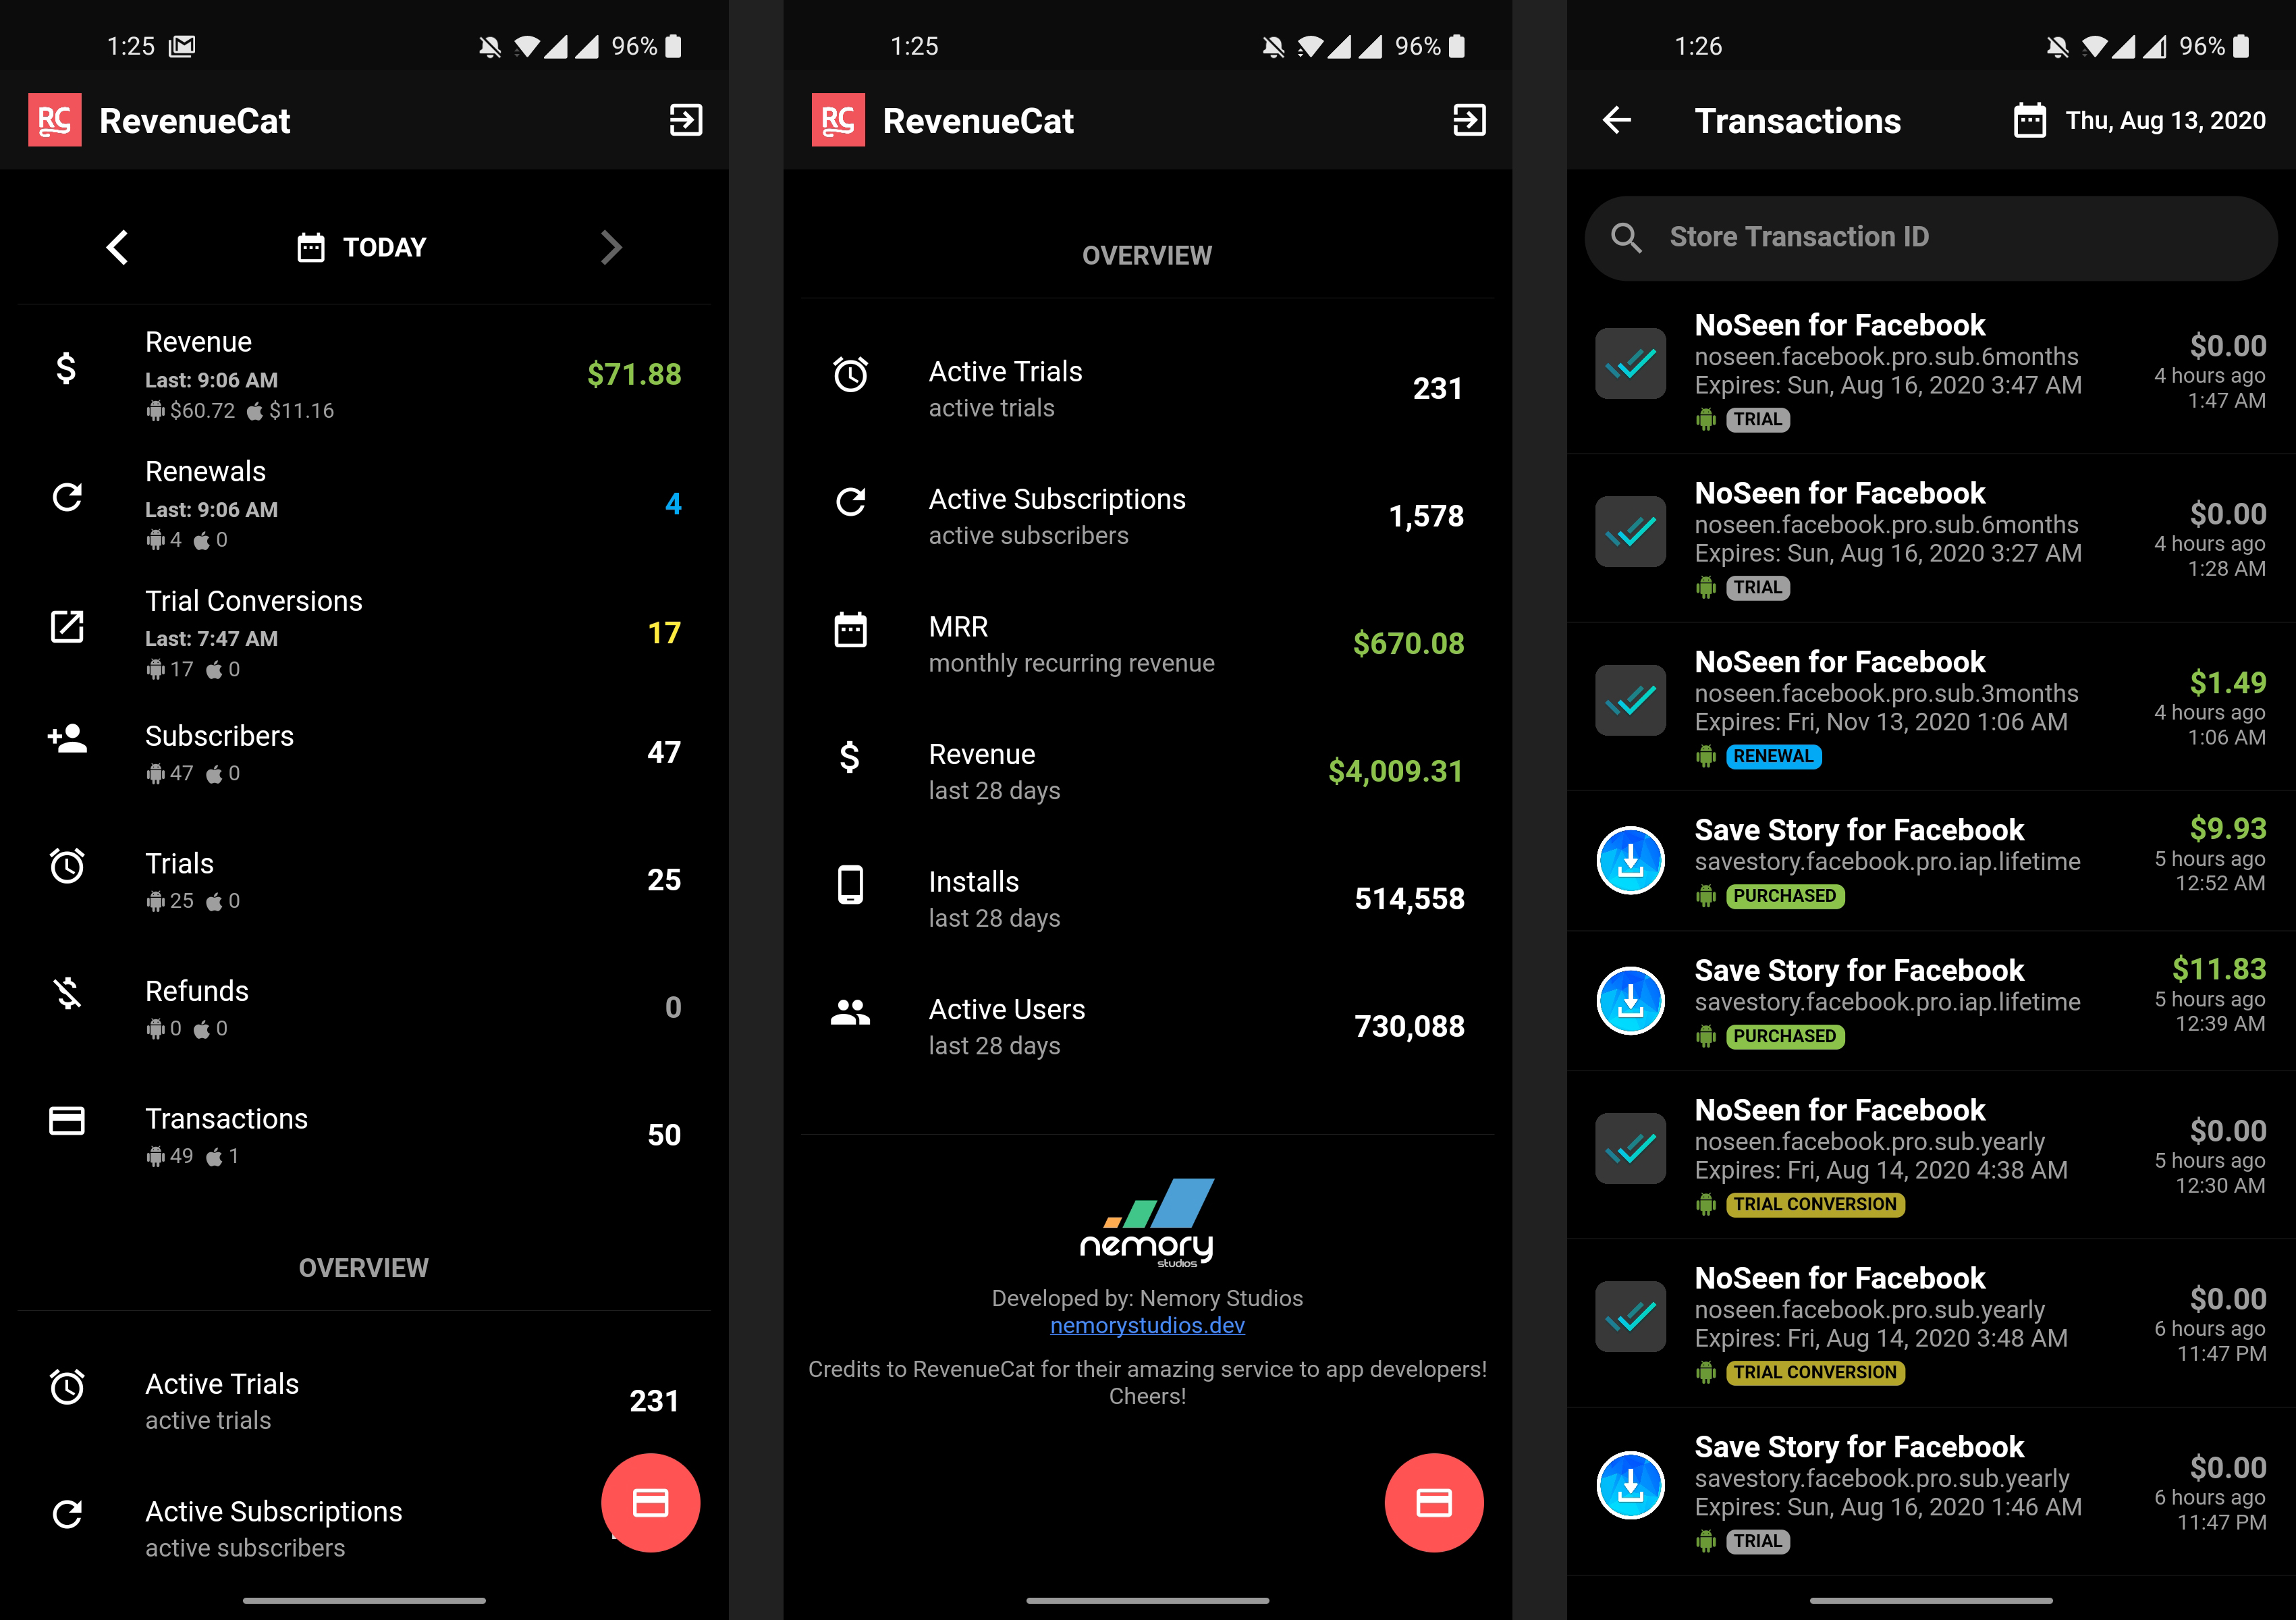 1:25
96%
RC
RevenueCat
TODAY
Revenue
Last: 9:06 AM
$60.72 $11.16
$71.88
Renewals
Last: 9:06 AM
4 0
4
Trial Conversions
Last: 7:47 AM
17 0
17
Subscribers
47 0
47
Trials
25 0
25
Refunds
0 0
0
Transactions
49 1
50
OVERVIEW
Active Trials
active trials
231
Active Subscriptions
active subscribers
1:25
96%
RC
RevenueCat
OVERVIEW
Active Trials
active trials
231
Active Subscriptions
active subscribers
1,578
MRR
monthly recurring revenue
$670.08
Revenue
last 28 days
$4,009.31
Installs
last 28 days
514,558
Active Users
last 28 days
730,088
nemory
studios
Developed by: Nemory Studios
nemorystudios.dev
Credits to RevenueCat for their amazing service to app developers!
Cheers!
1:26
96%
Transactions
Thu, Aug 13, 2020
Store Transaction ID
NoSeen for Facebook
noseen.facebook.pro.sub.6months
Expires: Sun, Aug 16, 2020 3:47 AM
TRIAL
$0.00
4 hours ago
1:47 AM
NoSeen for Facebook
noseen.facebook.pro.sub.6months
Expires: Sun, Aug 16, 2020 3:27 AM
TRIAL
$0.00
4 hours ago
1:28 AM
NoSeen for Facebook
noseen.facebook.pro.sub.3months
Expires: Fri, Nov 13, 2020 1:06 AM
RENEWAL
$1.49
4 hours ago
1:06 AM
Save Story for Facebook
savestory.facebook.pro.iap.lifetime
PURCHASED
$9.93
5 hours ago
12:52 AM
Save Story for Facebook
savestory.facebook.pro.iap.lifetime
PURCHASED
$11.83
5 hours ago
12:39 AM
NoSeen for Facebook
noseen.facebook.pro.sub.yearly
Expires: Fri, Aug 14, 2020 4:38 AM
TRIAL CONVERSION
$0.00
5 hours ago
12:30 AM
NoSeen for Facebook
noseen.facebook.pro.sub.yearly
Expires: Fri, Aug 14, 2020 3:48 AM
TRIAL CONVERSION
$0.00
6 hours ago
11:47 PM
Save Story for Facebook
savestory.facebook.pro.sub.yearly
Expires: Sun, Aug 16, 2020 1:46 AM
TRIAL
$0.00
6 hours ago
11:47 PM